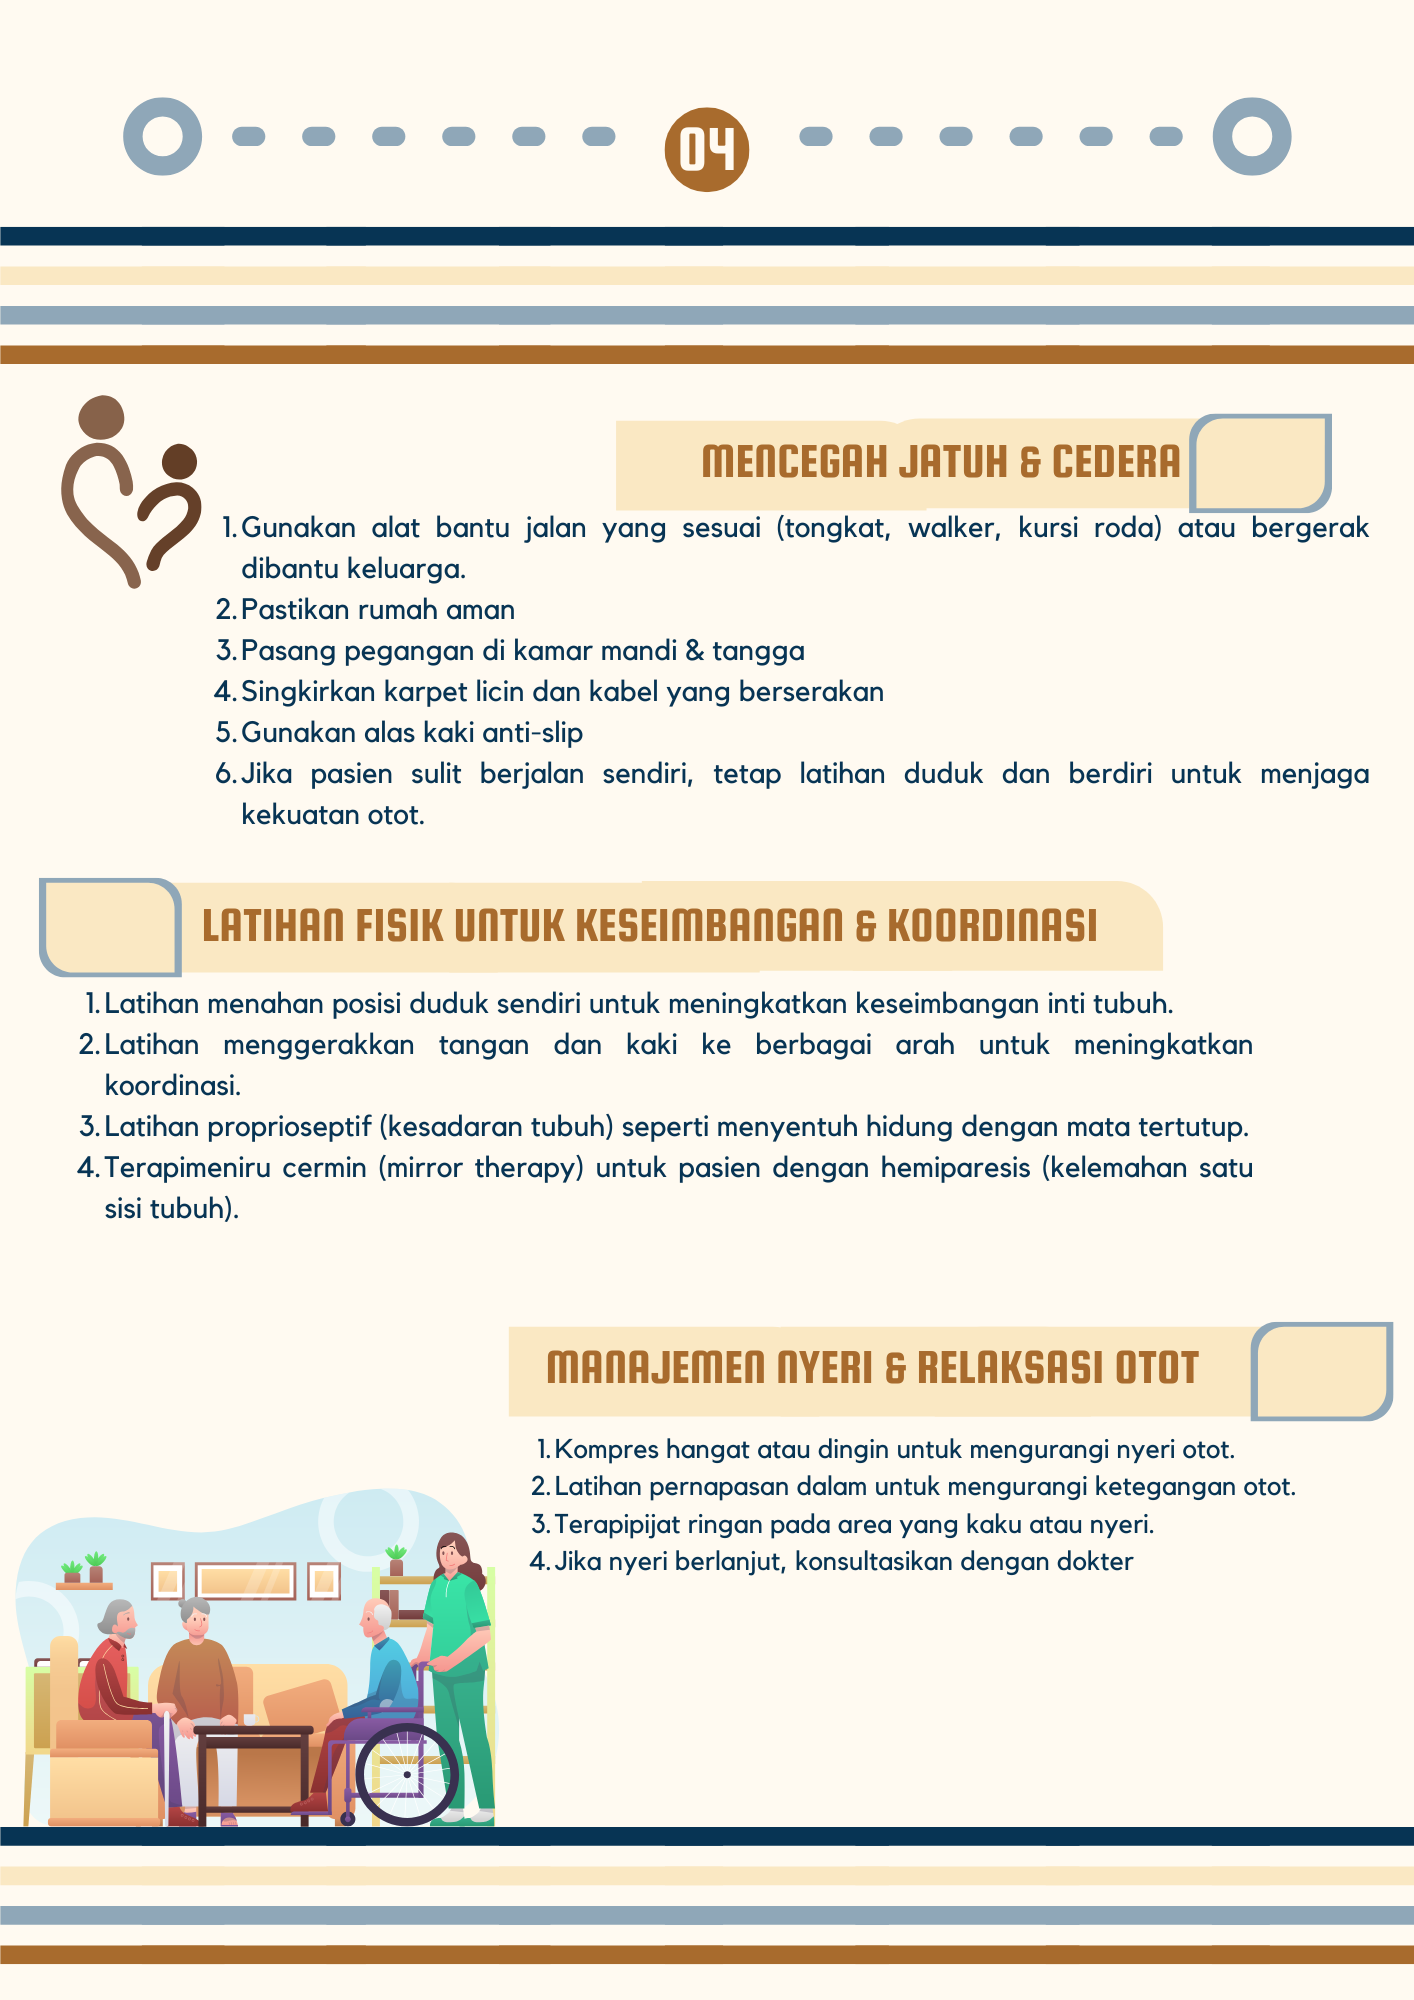 04
MENCEGAH JATUH & CEDERA
1. Gunakan alat bantu jalan yang sesuai (tongkat, walker, kursi roda) atau bergerak
dibantu keluarga.
2. Pastikan rumah aman
3. Pasang pegangan di kamar mandi & tangga
4. Singkirkan karpet licin dan kabel yang berserakan
5. Gunakan alas kaki anti-slip
6. Jika pasien sulit berjalan sendiri, tetap latihan duduk dan berdiri untuk menjaga
kekuatan otot.
LATIHAN FISIK UNTUK KESEIMBANGAN & KOORDINASI
1. Latihan menahan posisi duduk sendiri untuk meningkatkan keseimbangan inti tubuh.
2. Latihan menggerakkan tangan dan kaki ke berbagai arah untuk meningkatkan
koordinasi.
3. Latihan proprioseptif (kesadaran tubuh) seperti menyentuh hidung dengan mata tertutup.
4. Terapimeniru cermin (mirror therapy) untuk pasien dengan hemiparesis (kelemahan satu
sisi tubuh).
MANAJEMEN NYERI & RELAKSASI OTOT
1. Kompres hangat atau dingin untuk mengurangi nyeri otot.
2. Latihan pernapasan dalam untuk mengurangi ketegangan otot.
3. Terapipijat ringan pada area yang kaku atau nyeri.
4. Jika nyeri berlanjut, konsultasikan dengan dokter